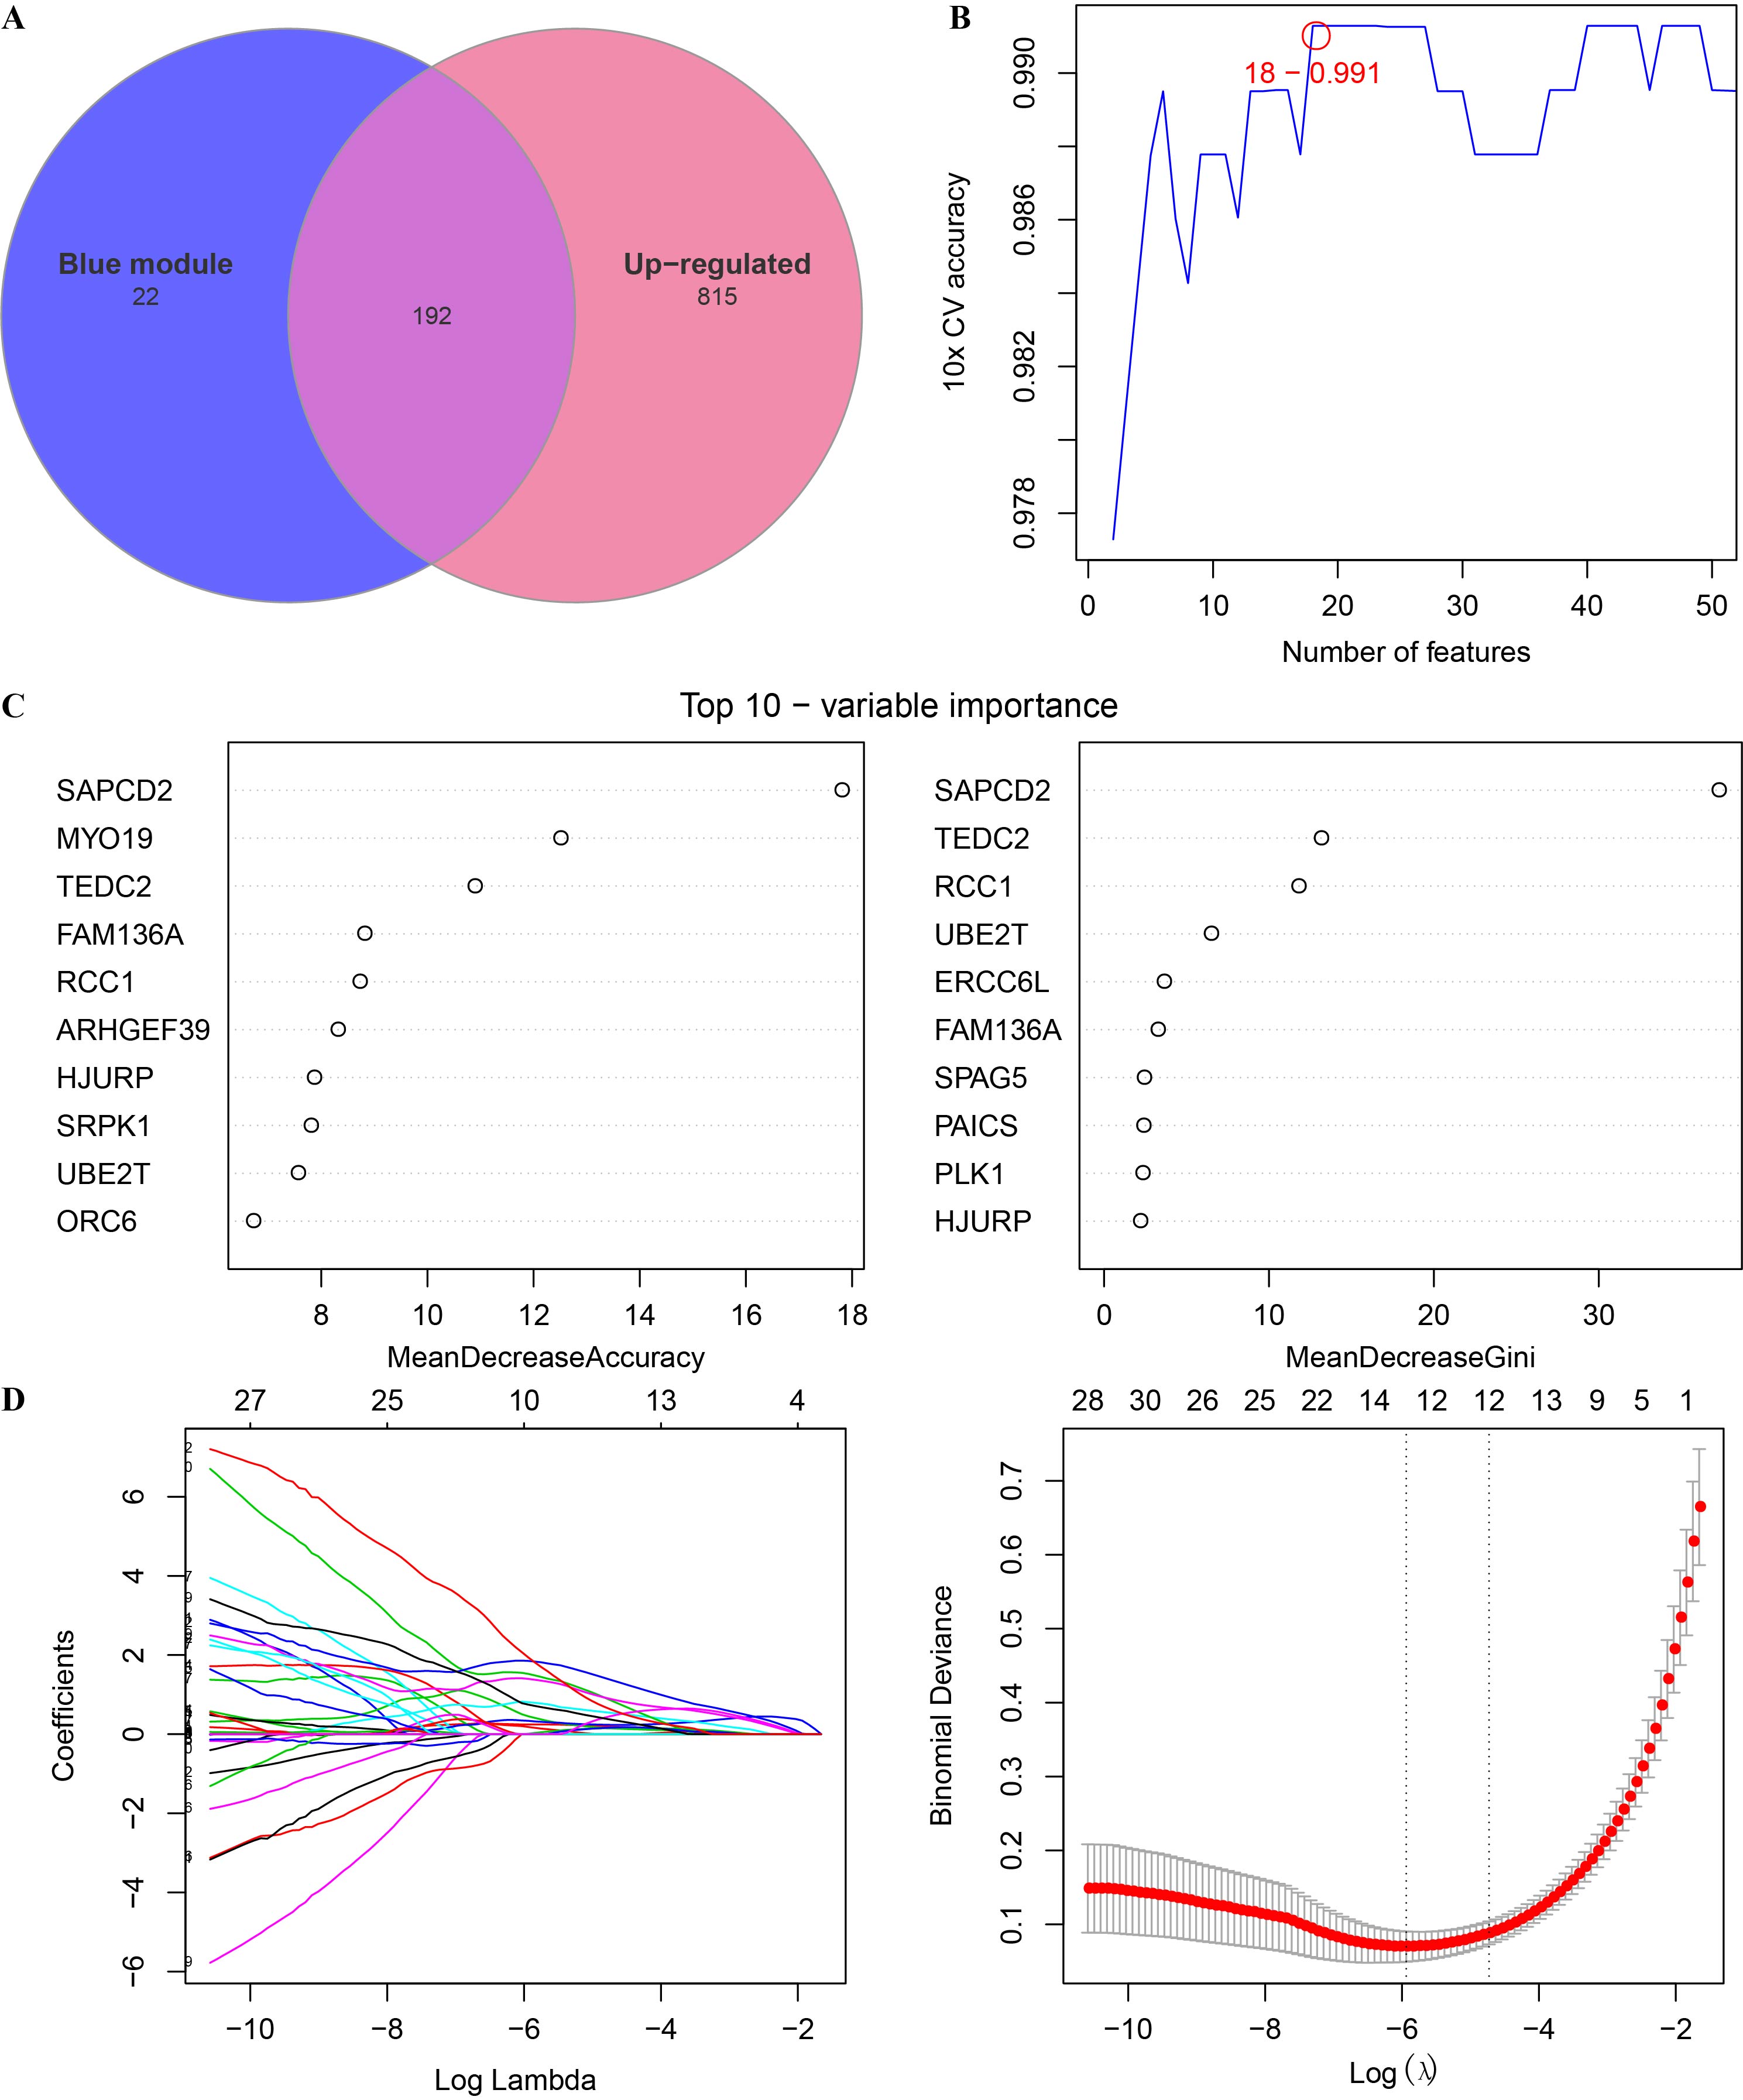 A
Blue module
22
192
Up−regulated
815
B
10x CV accuracy
0.990
0.986
0.982
0.978
18 − 0.991
0 10 20 30 40 50
Number of features
C
Top 10 − variable importance
SAPCD2
MYO19
TEDC2
FAM136A
RCC1
ARHGEF39
HJURP
SRPK1
UBE2T
ORC6
8 10 12 14 16 18
MeanDecreaseAccuracy
SAPCD2
TEDC2
RCC1
UBE2T
ERCC6L
FAM136A
SPAG5
PAICS
PLK1
HJURP
0 10 20 30
MeanDecreaseGini
D
27 25 10 13 4
Coefficients
6
4
2
0
−2
−4
−6
−10 −8 −6 −4 −2
Log Lambda
28 30 26 25 22 14 12 12 13 9 5 1
Binomial Deviance
0.7
0.6
0.5
0.4
0.3
0.2
0.1
−10 −8 −6 −4 −2
Log (λ)